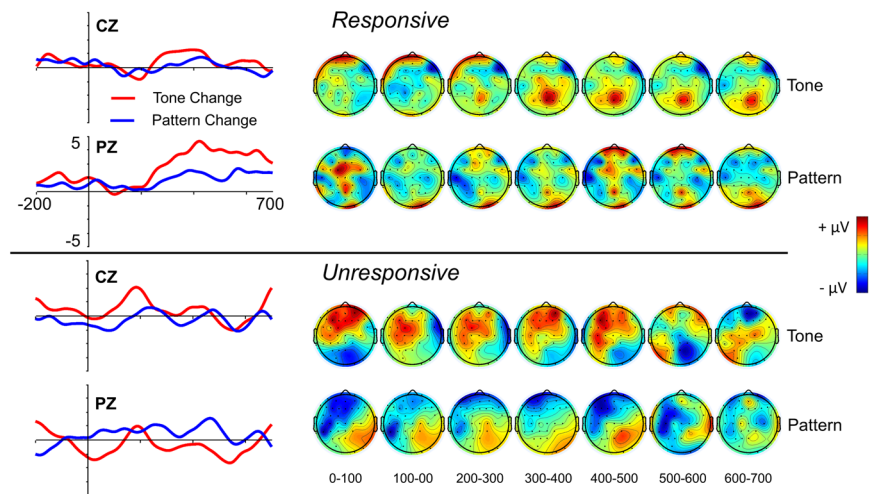 CZ
Responsive
Tone
Tone Change
Pattern Change
PZ
5
Pattern
-200
700
-5
+ µV
- µV
CZ
Unresponsive
Tone
PZ
Pattern
0-100 100-00 200-300 300-400 400-500 500-600 600-700